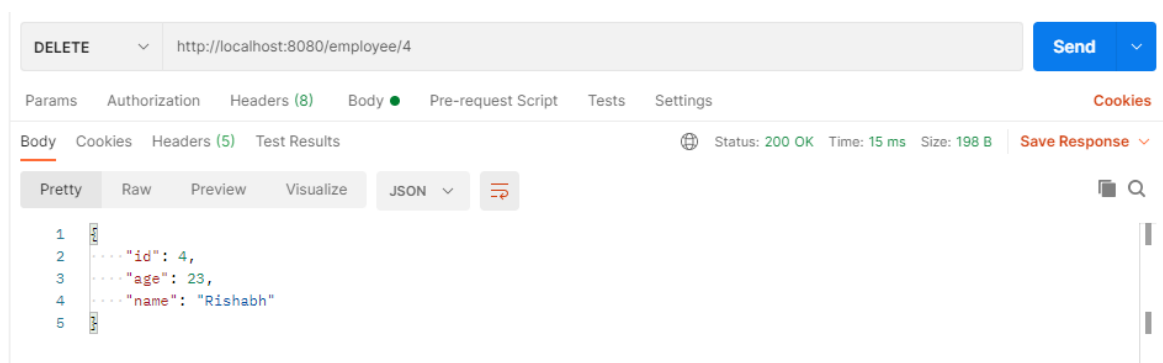 DELETE http://localhost:8080/employee/4 Send
Params Authorization Headers (8) Body Pre-request Script Tests Settings Cookies
Body Cookies Headers (5) Test Results Status: 200 OK Time: 15 ms Size: 198 B Save Response
Pretty Raw Preview Visualize JSON
1 {
2 "id": 4,
3 "age": 23,
4 "name": "Rishabh"
5 }